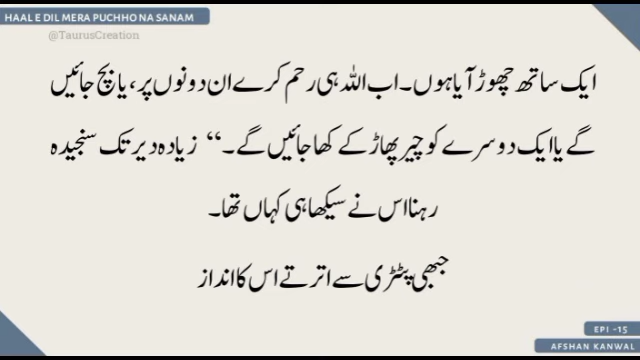 HAAL E DIL MERA PUCHHO NA SANAM
@TaurusCreation
ایک ساتھ چھوڑ آیا ہوں۔ اب اللہ ہی رحم کرے ان دونوں پر، یا بچ جائیں
گے یا ایک دوسرے کو چیر پھاڑ کے کھا جائیں گے۔“ زیادہ دیر تک سنجیدہ
رہنا اس نے سیکھا ہی کہاں تھا۔
جبھی پٹڑی سے اترتے اس کا انداز
EPI -15
AFSHAN KANWAL